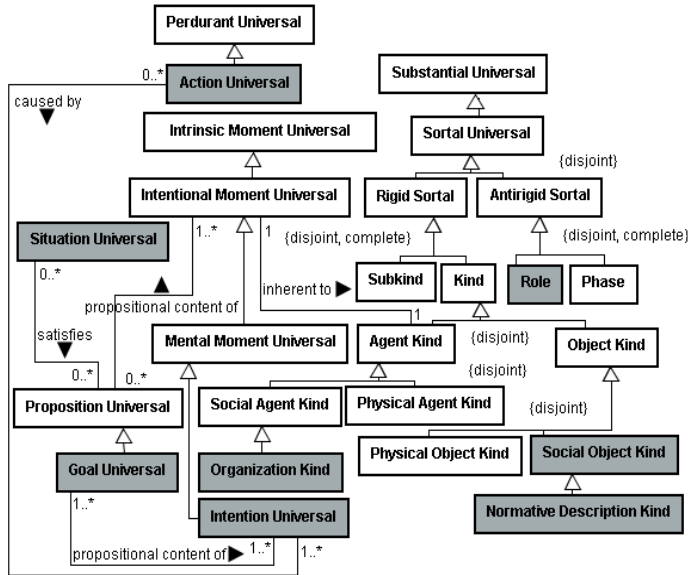 Perdurant Universal
0..*
Action Universal
Substantial Universal
caused by
Intrinsic Moment Universal
Sortal Universal
{disjoint}
Intentional Moment Universal
Rigid Sortal
Antirigid Sortal
Situation Universal
1..*
1
{disjoint, complete}
{disjoint, complete}
0..*
Subkind
Kind
Role
Phase
propositional content of
inherent to
satisfies
1
Mental Moment Universal
Agent Kind
{disjoint}
Object Kind
0..*
0..*
{disjoint}
Proposition Universal
Social Agent Kind
Physical Agent Kind
{disjoint}
Physical Object Kind
Goal Universal
Organization Kind
Social Object Kind
1..*
Intention Universal
Normative Description Kind
propositional content of
1..*
1..*